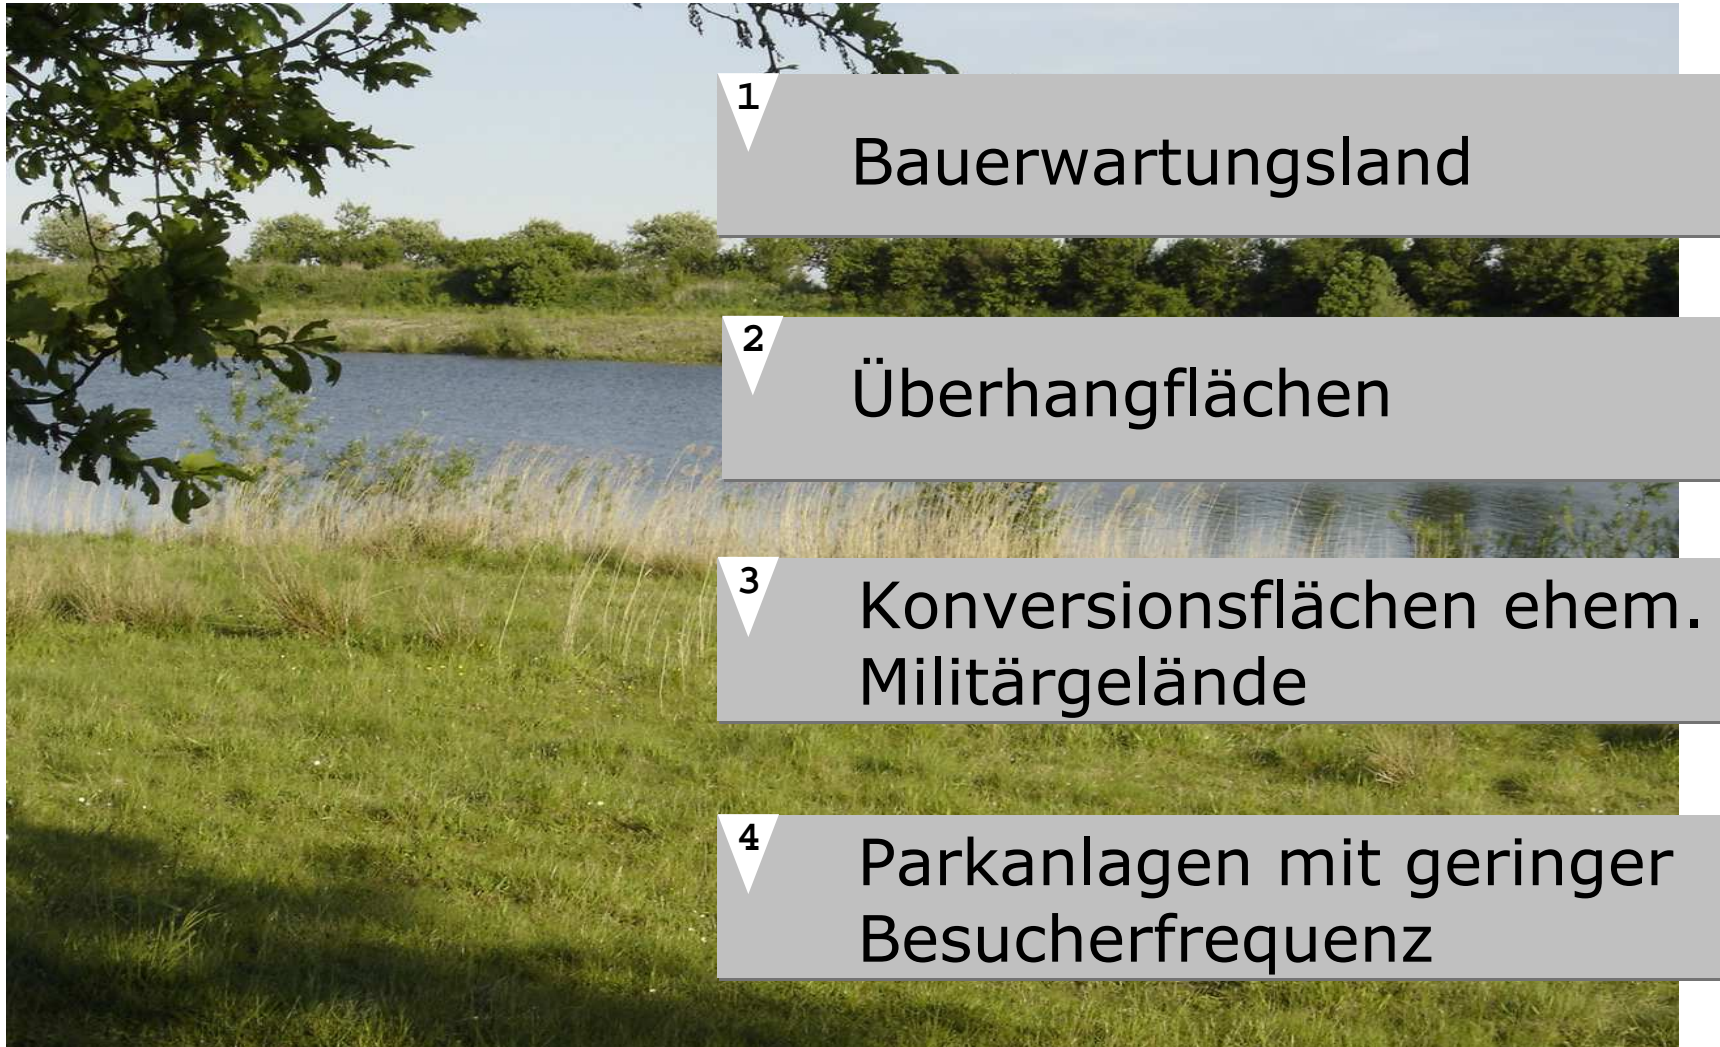 1
Bauerwartungsland
2
Überhangflächen
3
Konversionsflächen ehem.
Militärgelände
4
Parkanlagen mit geringer
Besucherfrequenz